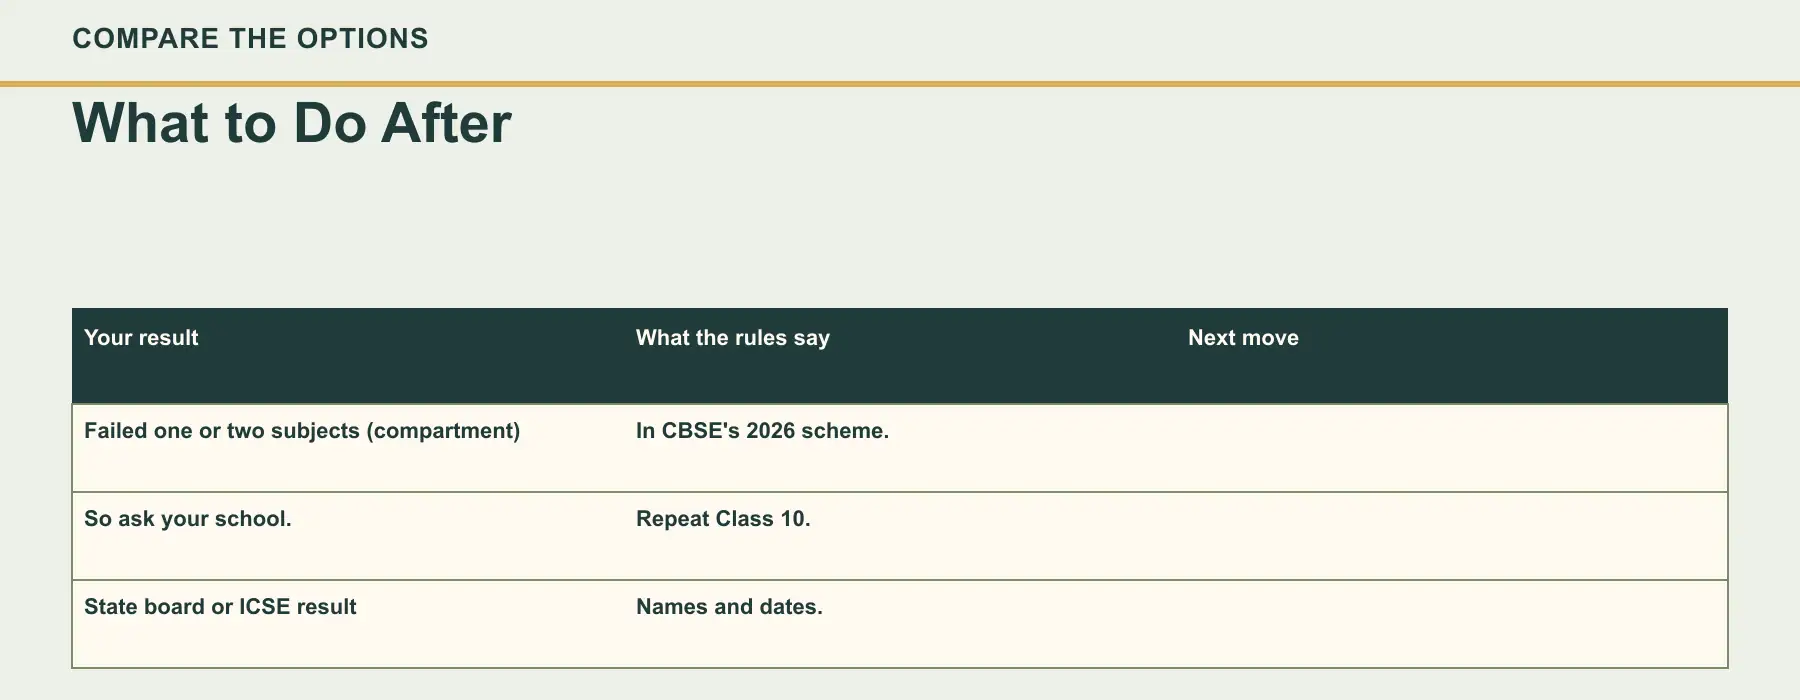 COMPARE THE OPTIONS
What to Do After
Your result What the rules say Next move
Failed one or two subjects (compartment) In CBSE's 2026 scheme.
So ask your school. Repeat Class 10.
State board or ICSE result Names and dates.